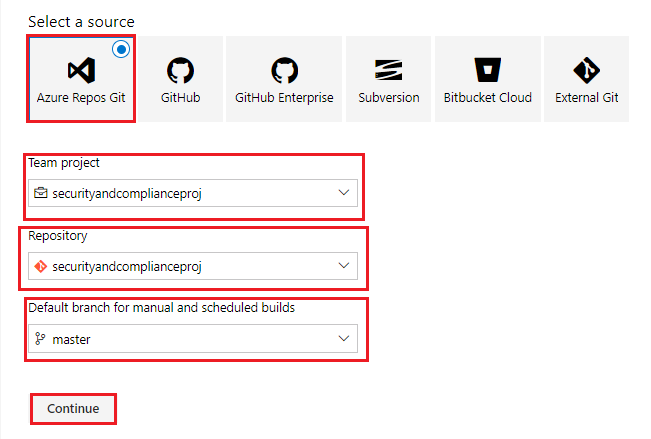 Select a source
Azure Repos Git
GitHub
GitHub Enterprise
Subversion
Bitbucket Cloud
External Git
Team project
securityandcomplianceproj
Repository
securityandcomplianceproj
Default branch for manual and scheduled builds
master
Continue